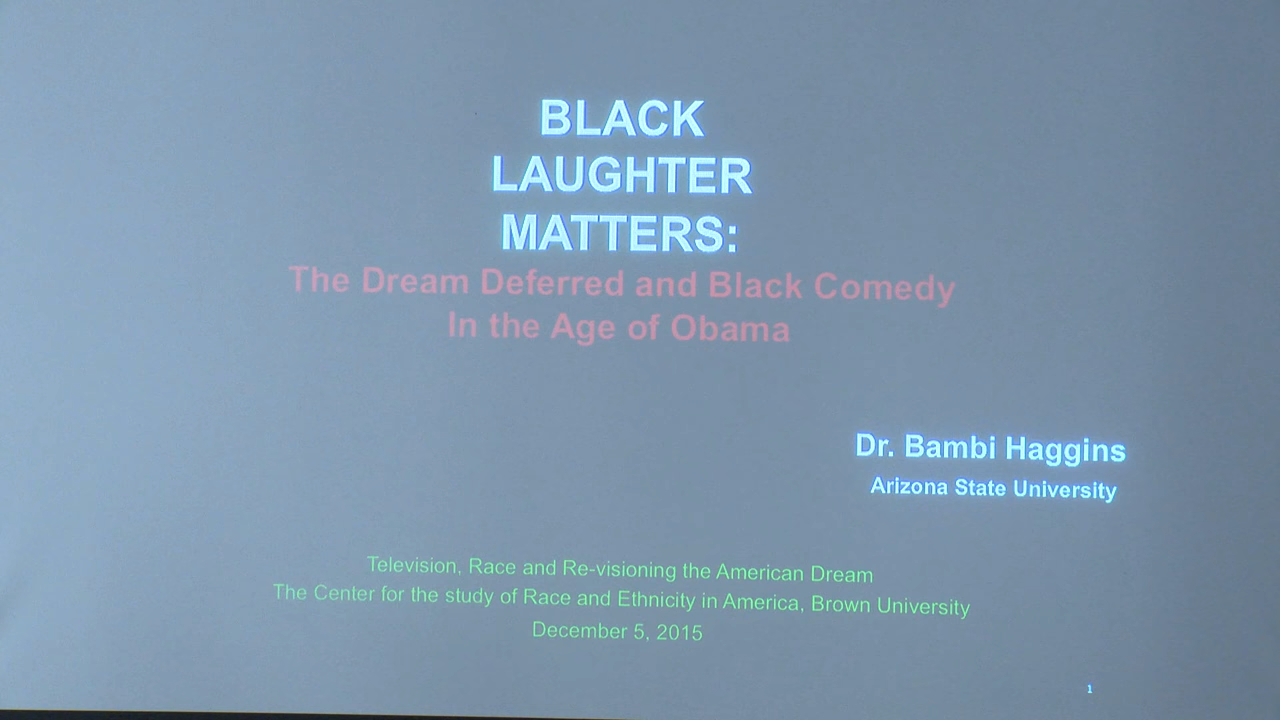 BLACK
LAUGHTER
MATTERS:
The Dream Deferred and Black Comedy
In the Age of Obama
Dr. Bambi Haggins
Arizona State University
Television, Race and Re-visioning the American Dream
The Center for the study of Race and Ethnicity in America, Brown University
December 5, 2015
1